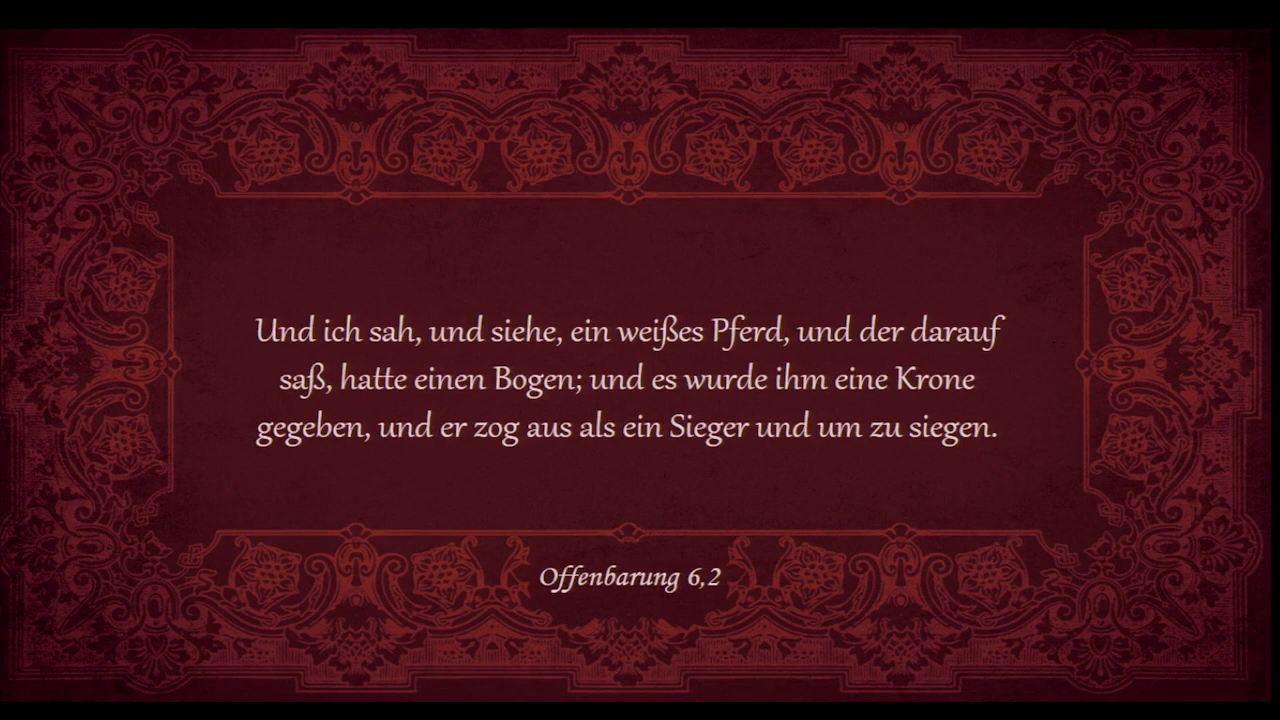 Und ich sah, und siehe, ein weißes Pferd, und der darauf
saß, hatte einen Bogen; und es wurde ihm eine Krone
gegeben, und er zog aus als ein Sieger und um zu siegen.
Offenbarung 6,2